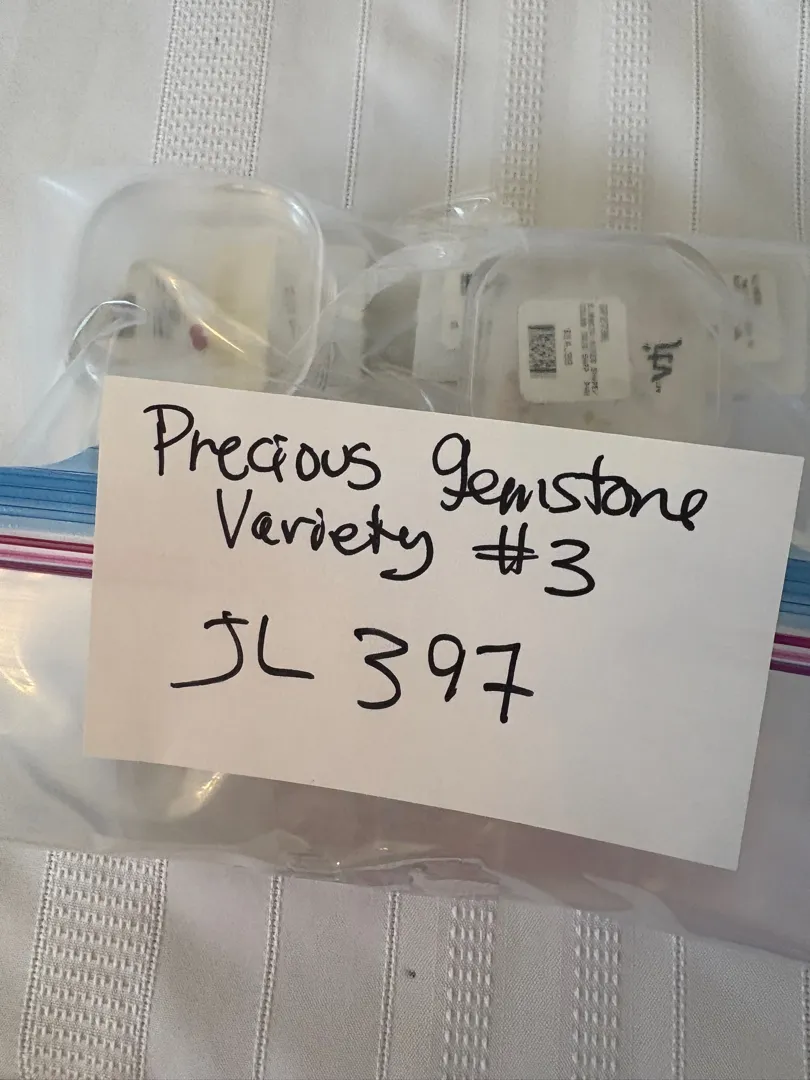 Precious gemstone
Variety #3
JL 397